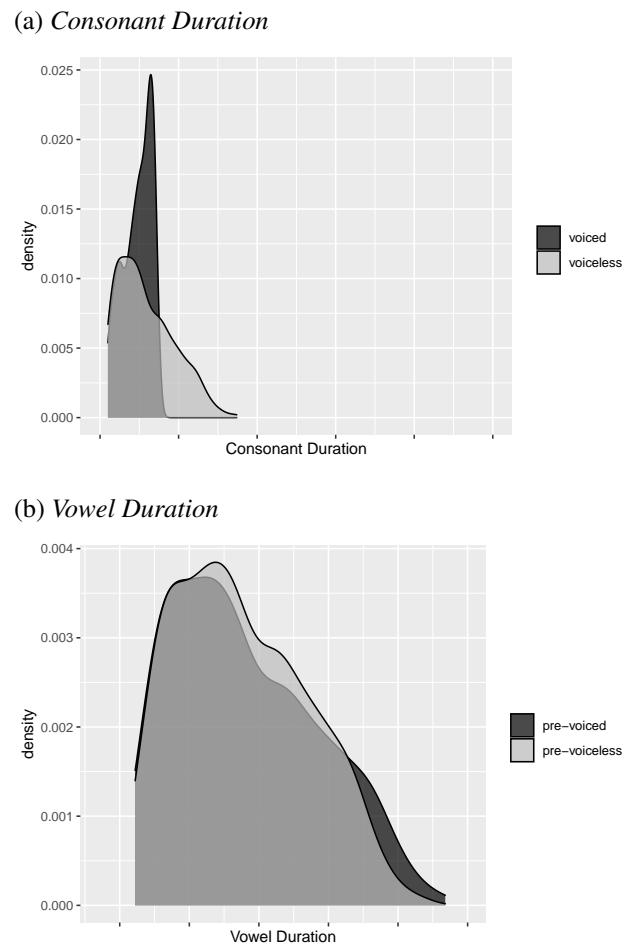 (a) Consonant Duration
0.025
0.020
0.015
0.010
0.005
0.000
density
Consonant Duration
voiced
voiceless
(b) Vowel Duration
0.004
0.003
0.002
0.001
0.000
density
Vowel Duration
pre−voiced
pre−voiceless